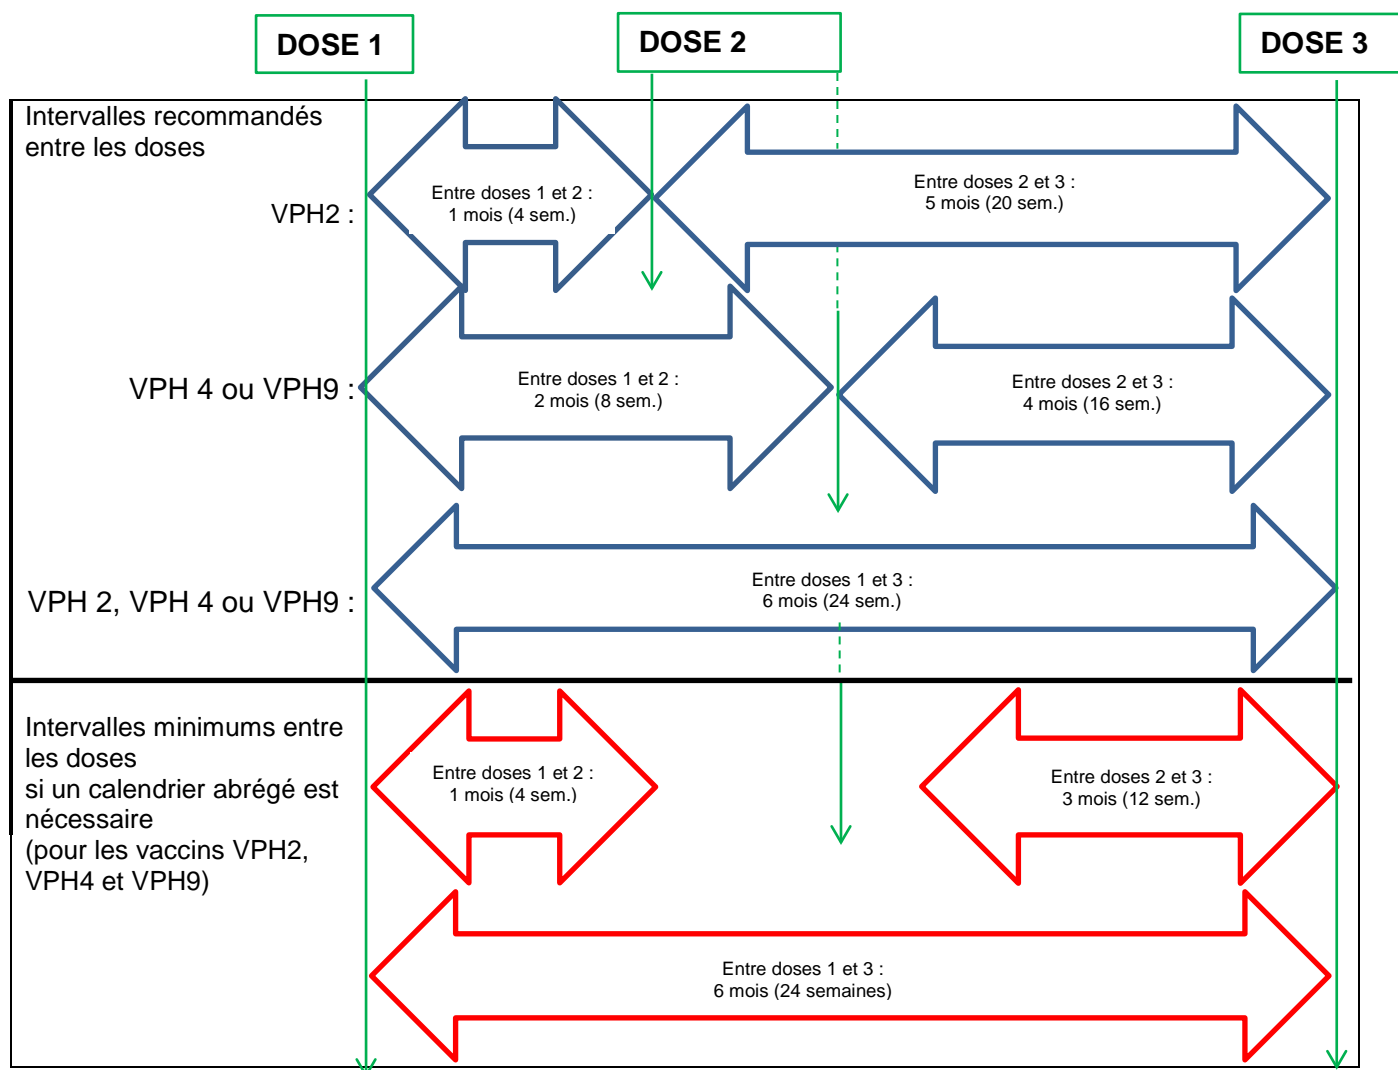 DOSE 1
DOSE 2
DOSE 3
Intervalles recommandés
entre les doses
VPH2 :
Entre doses 1 et 2 :
1 mois (4 sem.)
Entre doses 2 et 3 :
5 mois (20 sem.)
VPH 4 ou VPH9 :
Entre doses 1 et 2 :
2 mois (8 sem.)
Entre doses 2 et 3 :
4 mois (16 sem.)
VPH 2, VPH 4 ou VPH9 :
Entre doses 1 et 3 :
6 mois (24 sem.)
Intervalles minimums entre
les doses
si un calendrier abrégé est
nécessaire
(pour les vaccins VPH2,
VPH4 et VPH9)
Entre doses 1 et 2 :
1 mois (4 sem.)
Entre doses 2 et 3 :
3 mois (12 sem.)
Entre doses 1 et 3 :
6 mois (24 semaines)